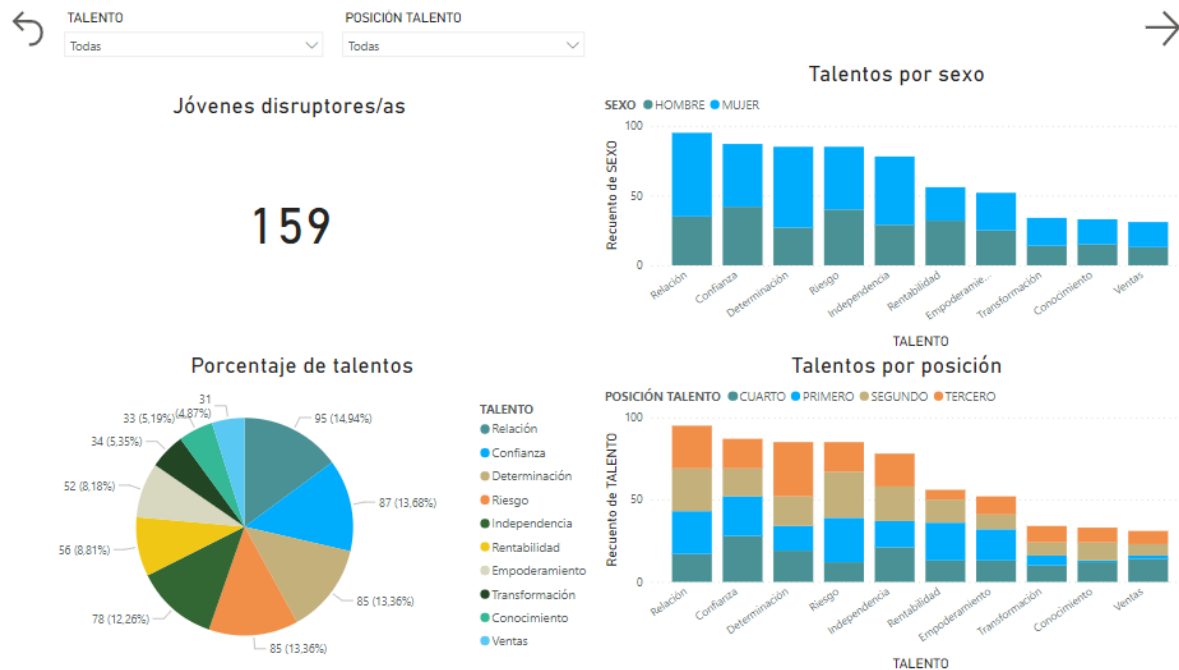 TALENTO
Todas
POSICIÓN TALENTO
Todas
Jóvenes disruptores/as
159
Talentos por sexo
SEXO HOMBRE MUJER
Recuento de SEXO
100
50
0
Relación
Confianza
Determinación
Riesgo
Independencia
Rentabilidad
Empoderamie...
Transformación
Conocimiento
Ventas
TALENTO
Porcentaje de talentos
31
(4,87%)
33 (5,19%)
34 (5,35%)
52 (8,18%)
56 (8,81%)
78 (12,26%)
85 (13,36%)
85 (13,36%)
87 (13,68%)
95 (14,94%)
TALENTO
Relación
Confianza
Determinación
Riesgo
Independencia
Rentabilidad
Empoderamiento
Transformación
Conocimiento
Ventas
Talentos por posición
POSICIÓN TALENTO CUARTO PRIMERO SEGUNDO TERCERO
Recuento de TALENTO
100
50
0
Relación
Confianza
Determinación
Riesgo
Independencia
Rentabilidad
Empoderamiento
Transformación
Conocimiento
Ventas
TALENTO